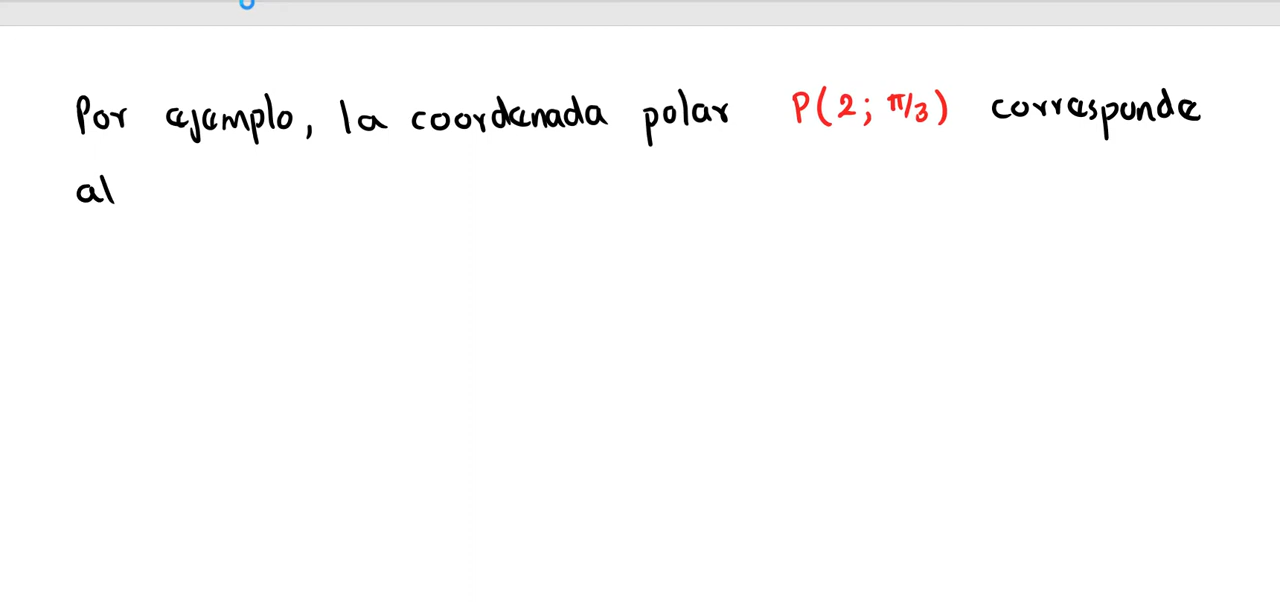 Por ejemplo, la coordenada polar P(2; π/3) corresponde
al